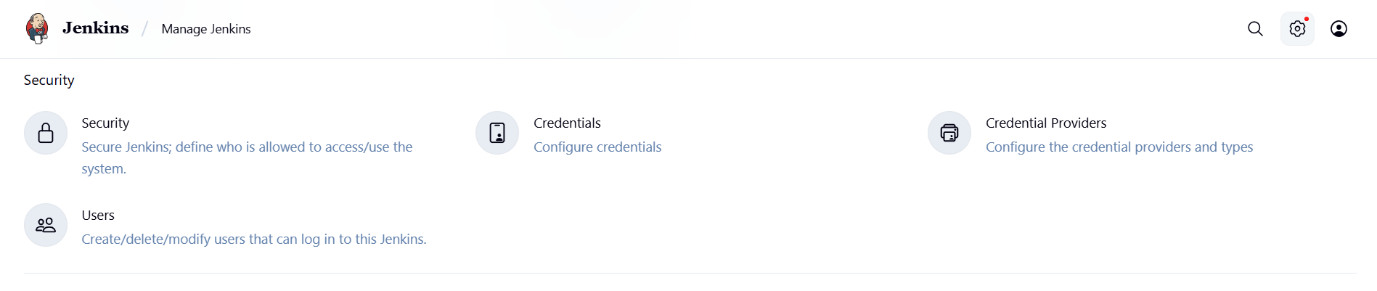 Jenkins / Manage Jenkins
Security
Security
Secure Jenkins; define who is allowed to access/use the
system.
Credentials
Configure credentials
Credential Providers
Configure the credential providers and types
Users
Create/delete/modify users that can log in to this Jenkins.